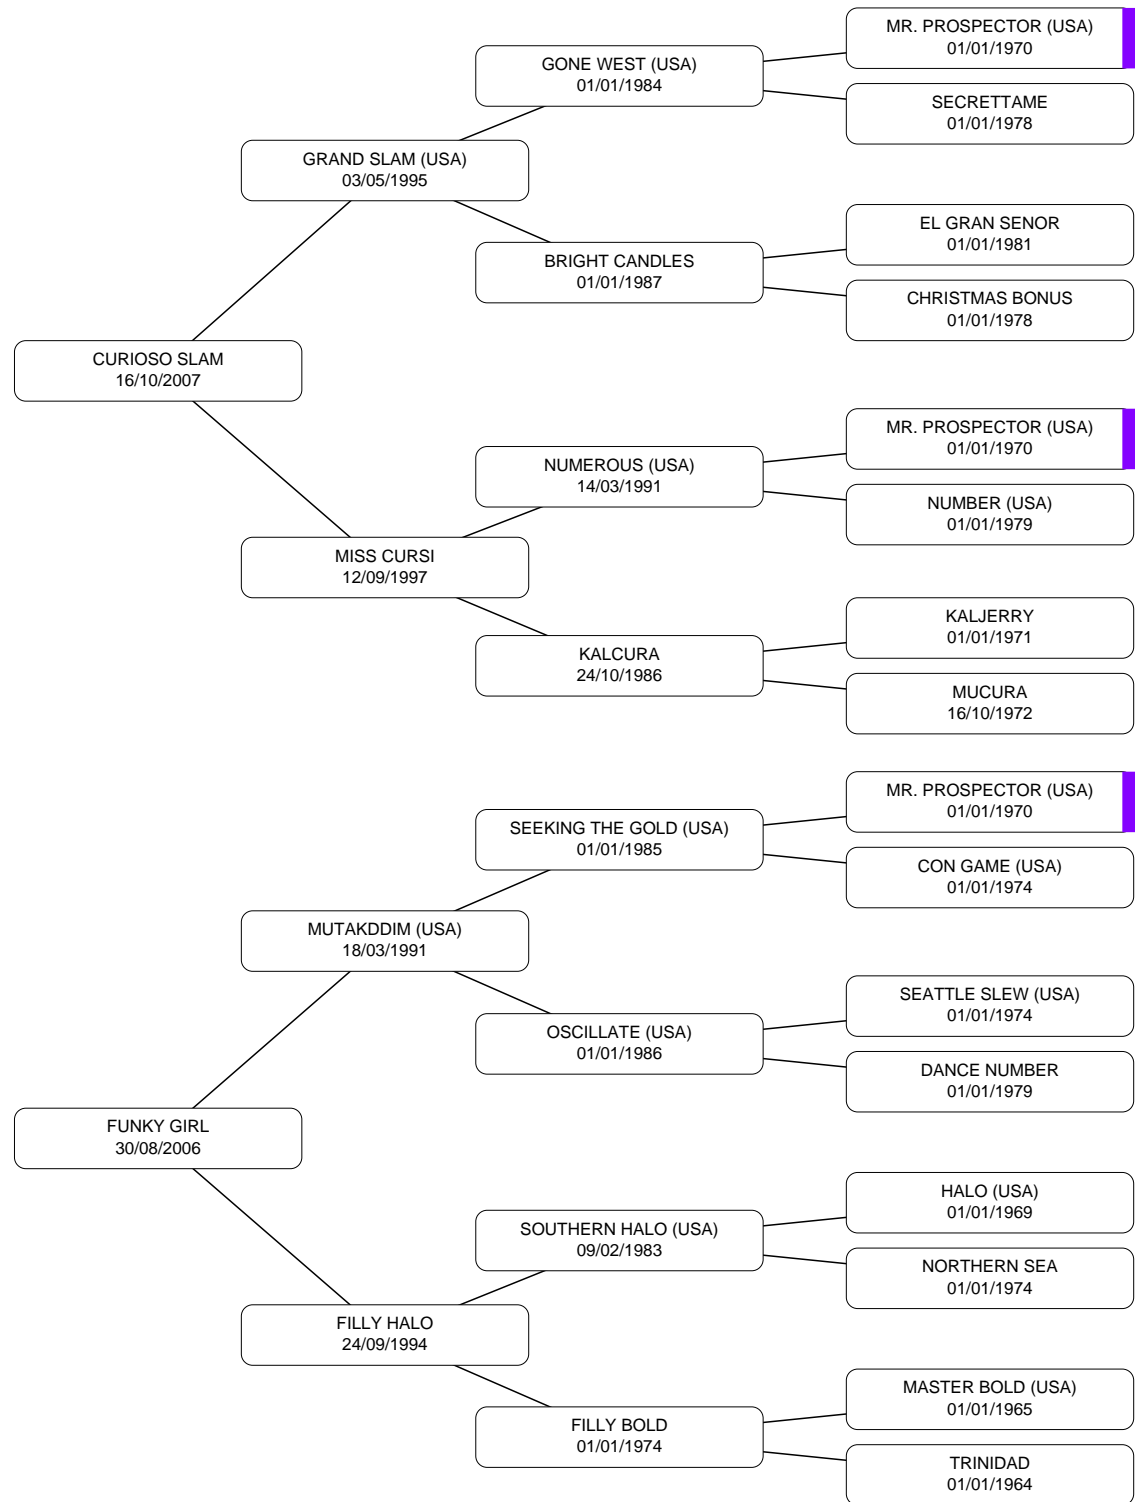 MR. PROSPECTOR (USA)
01/01/1970
GONE WEST (USA)
01/01/1984
SECRETTAME
01/01/1978
GRAND SLAM (USA)
03/05/1995
EL GRAN SENOR
01/01/1981
BRIGHT CANDLES
01/01/1987
CHRISTMAS BONUS
01/01/1978
CURIOSO SLAM
16/10/2007
MR. PROSPECTOR (USA)
01/01/1970
NUMEROUS (USA)
14/03/1991
NUMBER (USA)
01/01/1979
MISS CURSI
12/09/1997
KALJERRY
01/01/1971
KALCURA
24/10/1986
MUCURA
16/10/1972
MR. PROSPECTOR (USA)
01/01/1970
SEEKING THE GOLD (USA)
01/01/1985
CON GAME (USA)
01/01/1974
MUTAKDDIM (USA)
18/03/1991
SEATTLE SLEW (USA)
01/01/1974
OSCILLATE (USA)
01/01/1986
DANCE NUMBER
01/01/1979
FUNKY GIRL
30/08/2006
HALO (USA)
01/01/1969
SOUTHERN HALO (USA)
09/02/1983
NORTHERN SEA
01/01/1974
FILLY HALO
24/09/1994
MASTER BOLD (USA)
01/01/1965
FILLY BOLD
01/01/1974
TRINIDAD
01/01/1964